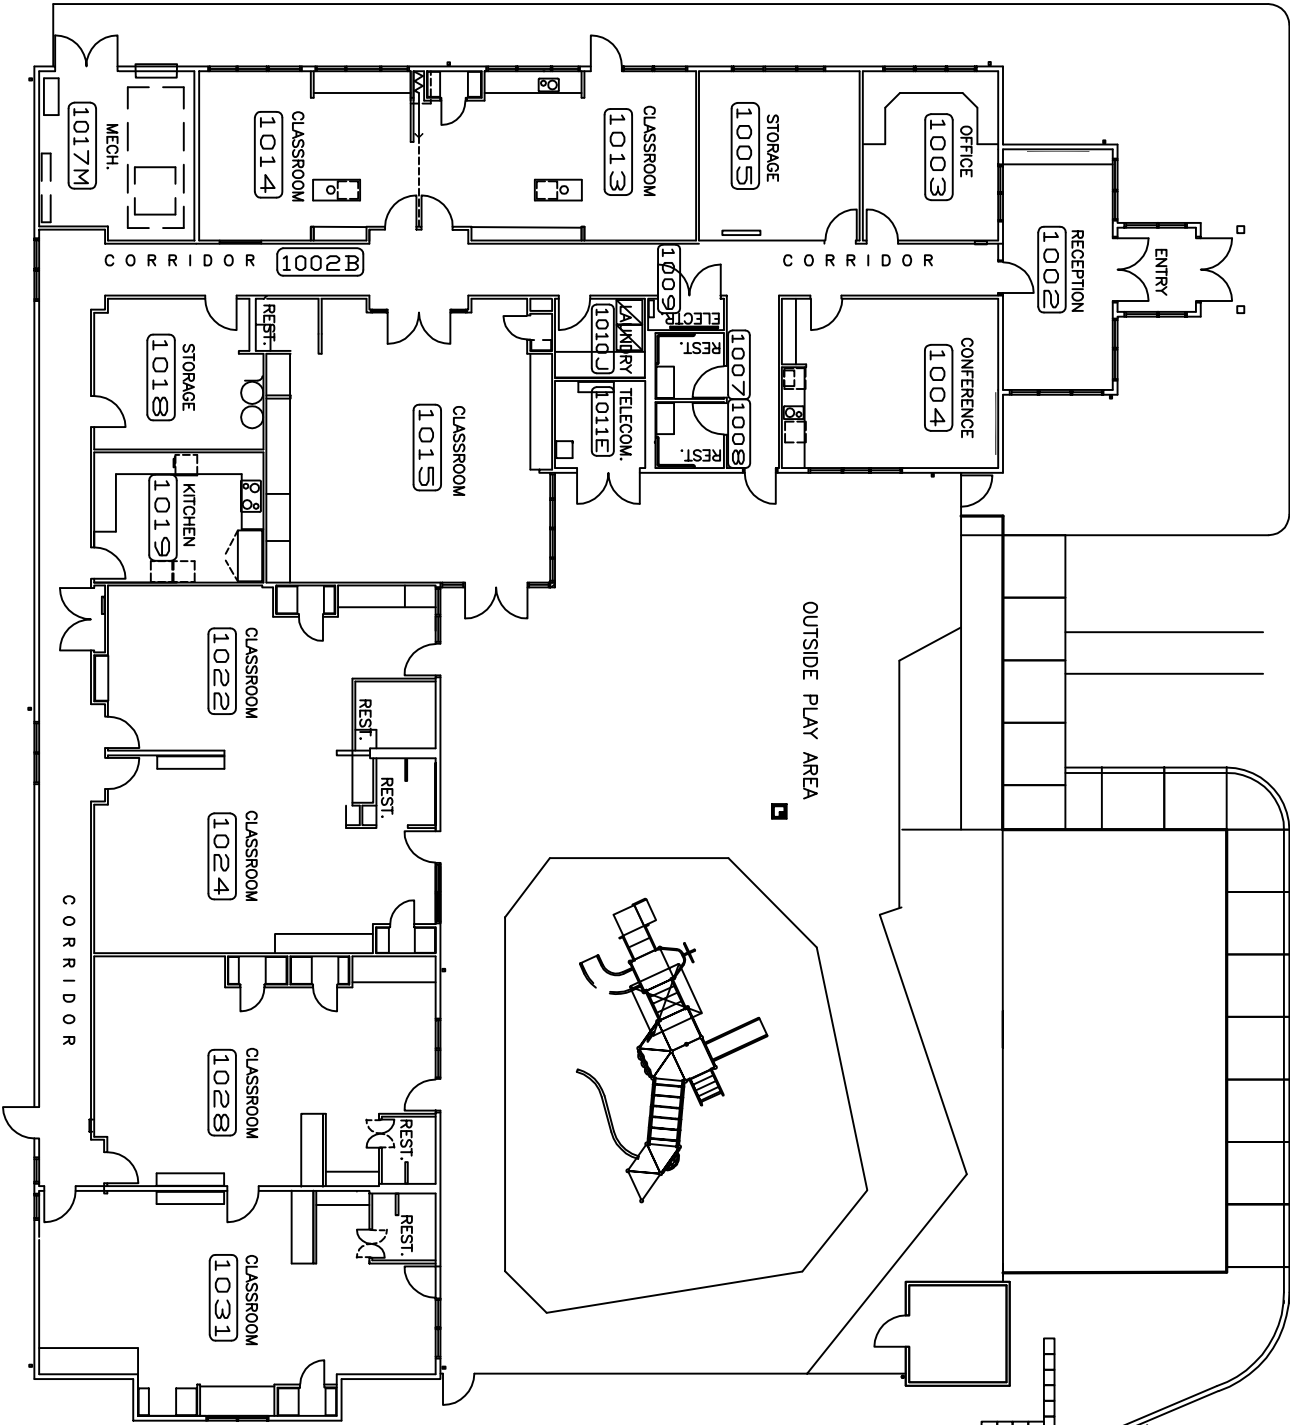 ENTRY
RECEPTION
1002
OFFICE
1003
CONFERENCE
1004
CORRIDOR
STORAGE
1005
1007
REST.
1008
REST.
1009
ELECTR.
LAUNDRY
1010J
TELECOM.
1011E
CLASSROOM
1013
CLASSROOM
1014
CORRIDOR
1002B
MECH.
1017M
CLASSROOM
1015
REST.
STORAGE
1018
KITCHEN
1019
OUTSIDE PLAY AREA
CLASSROOM
1022
REST.
REST.
CLASSROOM
1024
CORRIDOR
CLASSROOM
1028
REST.
REST.
CLASSROOM
1031